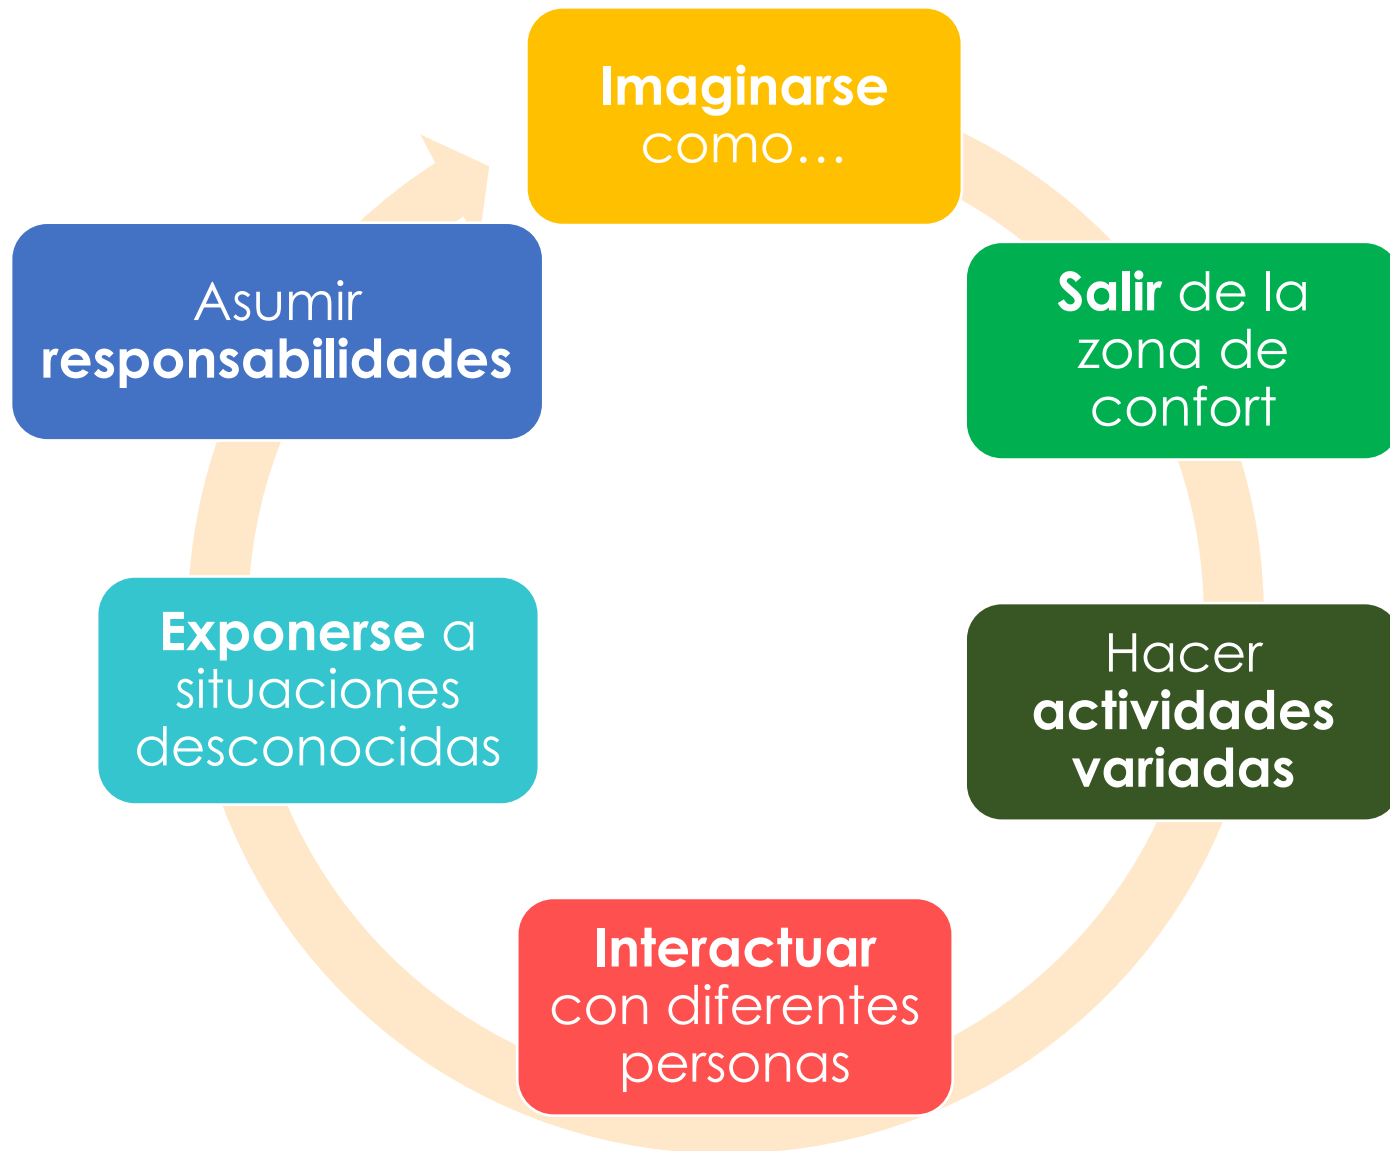 Imaginarse
como…
Salir de la
zona de
confort
Hacer
actividades
variadas
Interactuar
con diferentes
personas
Exponerse a
situaciones
desconocidas
Asumir
responsabilidades